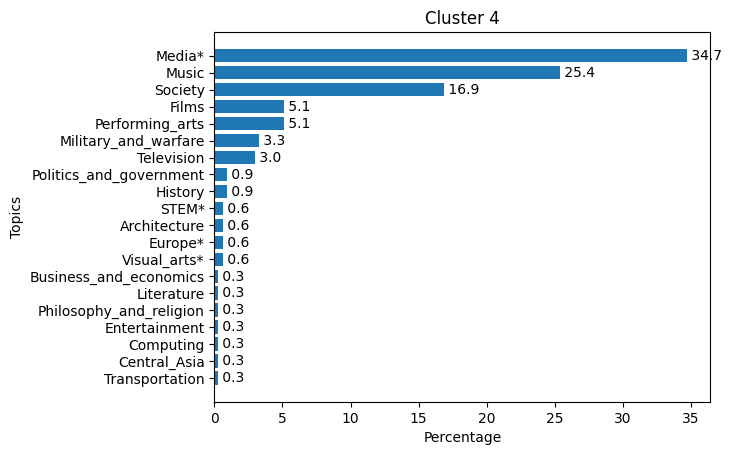 Cluster 4
Media* 34.7
Music 25.4
Society 16.9
Films 5.1
Performing_arts 5.1
Military_and_warfare 3.3
Television 3.0
Politics_and_government 0.9
History 0.9
STEM* 0.6
Architecture 0.6
Europe* 0.6
Visual_arts* 0.6
Business_and_economics 0.3
Literature 0.3
Philosophy_and_religion 0.3
Entertainment 0.3
Computing 0.3
Central_Asia 0.3
Transportation 0.3
Topics
0 5 10 15 20 25 30 35
Percentage